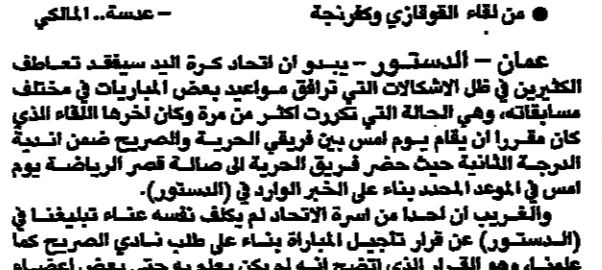 ● من لقاء القوقازي وكفرنجة – عدسة.. المالكي
عمان – الدستور – يبدو ان اتحاد كرة اليد سيفقد تعاطف
الكثيرين في ظل الاشكالات التي ترافق مواعيد بعض المباريات في مختلف
مسابقاته، وهي الحالة التي تكررت اكثر من مرة وكان اخرها اللقاء الذي
كان مقررا ان يقام يوم امس بين فريقي الحرية والصريح ضمن اندية
الدرجة الثانية حيث حضر فريق الحرية الى صالة قصر الرياضة يوم
امس في الموعد المحدد بناء على الخبر الوارد في (الدستور).
والغريب ان احدا من اسرة الاتحاد لم يكلف نفسه عناء تبليغنا في
(الدستور) عن قرار تأجيل المباراة بناء على طلب نادي الصريح كما
علمنا، وهو القرار الذي اتضح انه لم يكن يعلم به حتى بعض اعضاء